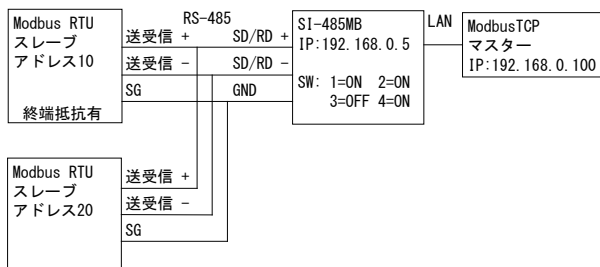 Modbus RTU
スレーブ
アドレス10
終端抵抗有
RS-485
送受信 + SD/RD +
送受信 - SD/RD -
SG GND
SI-485MB
IP:192.168.0.5
SW: 1=ON 2=ON
3=OFF 4=ON
LAN
ModbusTCP
マスター
IP:192.168.0.100
Modbus RTU
スレーブ
アドレス20
送受信 +
送受信 -
SG